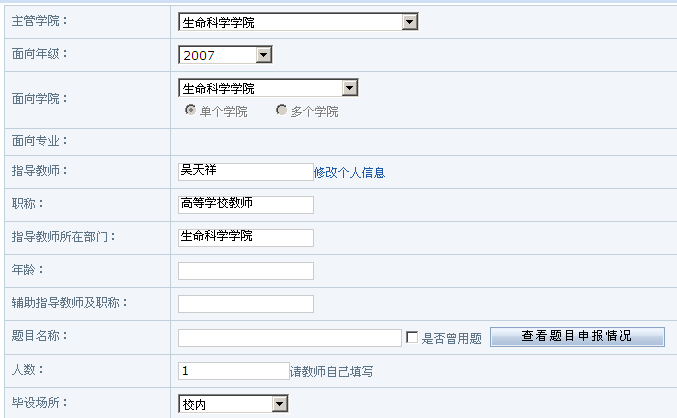 主管学院： 生命科学学院
面向年级： 2007
面向学院： 生命科学学院
单个学院 多个学院
面向专业：
指导教师： 吴天祥 修改个人信息
职称： 高等学校教师
指导教师所在部门： 生命科学学院
年龄：
辅助指导教师及职称：
题目名称： 是否曾用题 查看题目申报情况
人数： 1 请教师自己填写
毕设场所： 校内